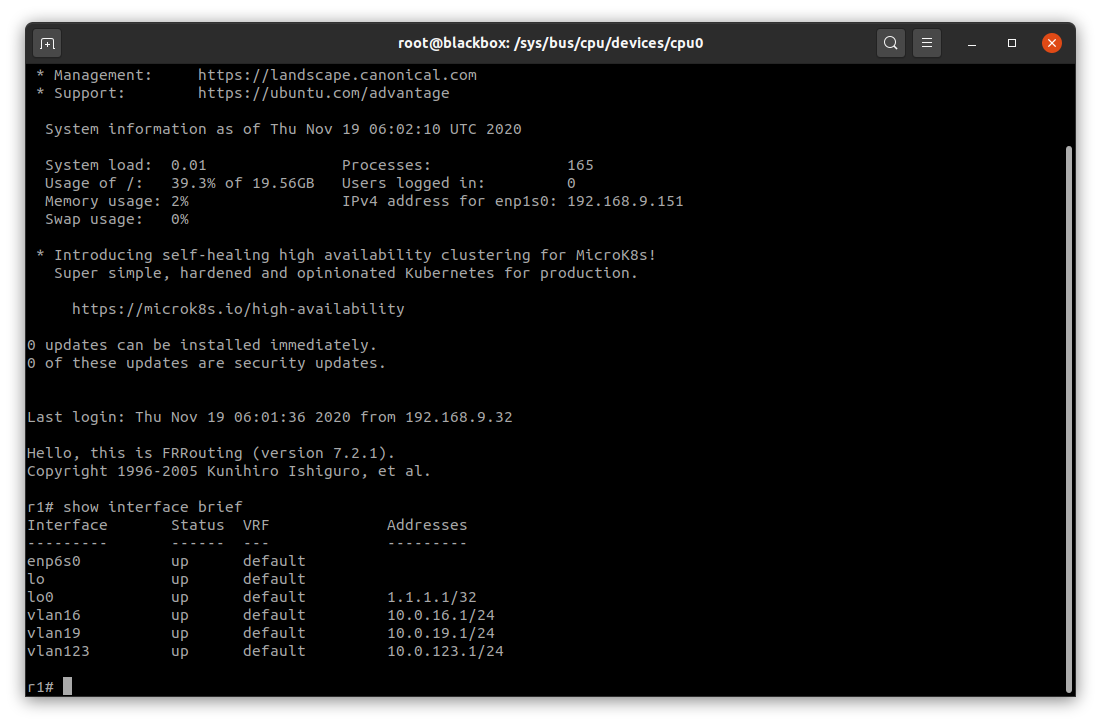 root@blackbox: /sys/bus/cpu/devices/cpu0
 * Management:     https://landscape.canonical.com
 * Support:        https://ubuntu.com/advantage
  System information as of Thu Nov 19 06:02:10 UTC 2020
  System load:  0.01               Processes:               165
  Usage of /:   39.3% of 19.56GB   Users logged in:         0
  Memory usage: 2%                 IPv4 address for enp1s0: 192.168.9.151
  Swap usage:   0%
 * Introducing self-healing high availability clustering for MicroK8s!
   Super simple, hardened and opinionated Kubernetes for production.
     https://microk8s.io/high-availability
0 updates can be installed immediately.
0 of these updates are security updates.
Last login: Thu Nov 19 06:01:36 2020 from 192.168.9.32
Hello, this is FRRouting (version 7.2.1).
Copyright 1996-2005 Kunihiro Ishiguro, et al.
r1# show interface brief
Interface       Status  VRF             Addresses
---------       ------  ---             ---------
enp6s0          up      default
lo              up      default
lo0             up      default         1.1.1.1/32
vlan16          up      default         10.0.16.1/24
vlan19          up      default         10.0.19.1/24
vlan123         up      default         10.0.123.1/24
r1#